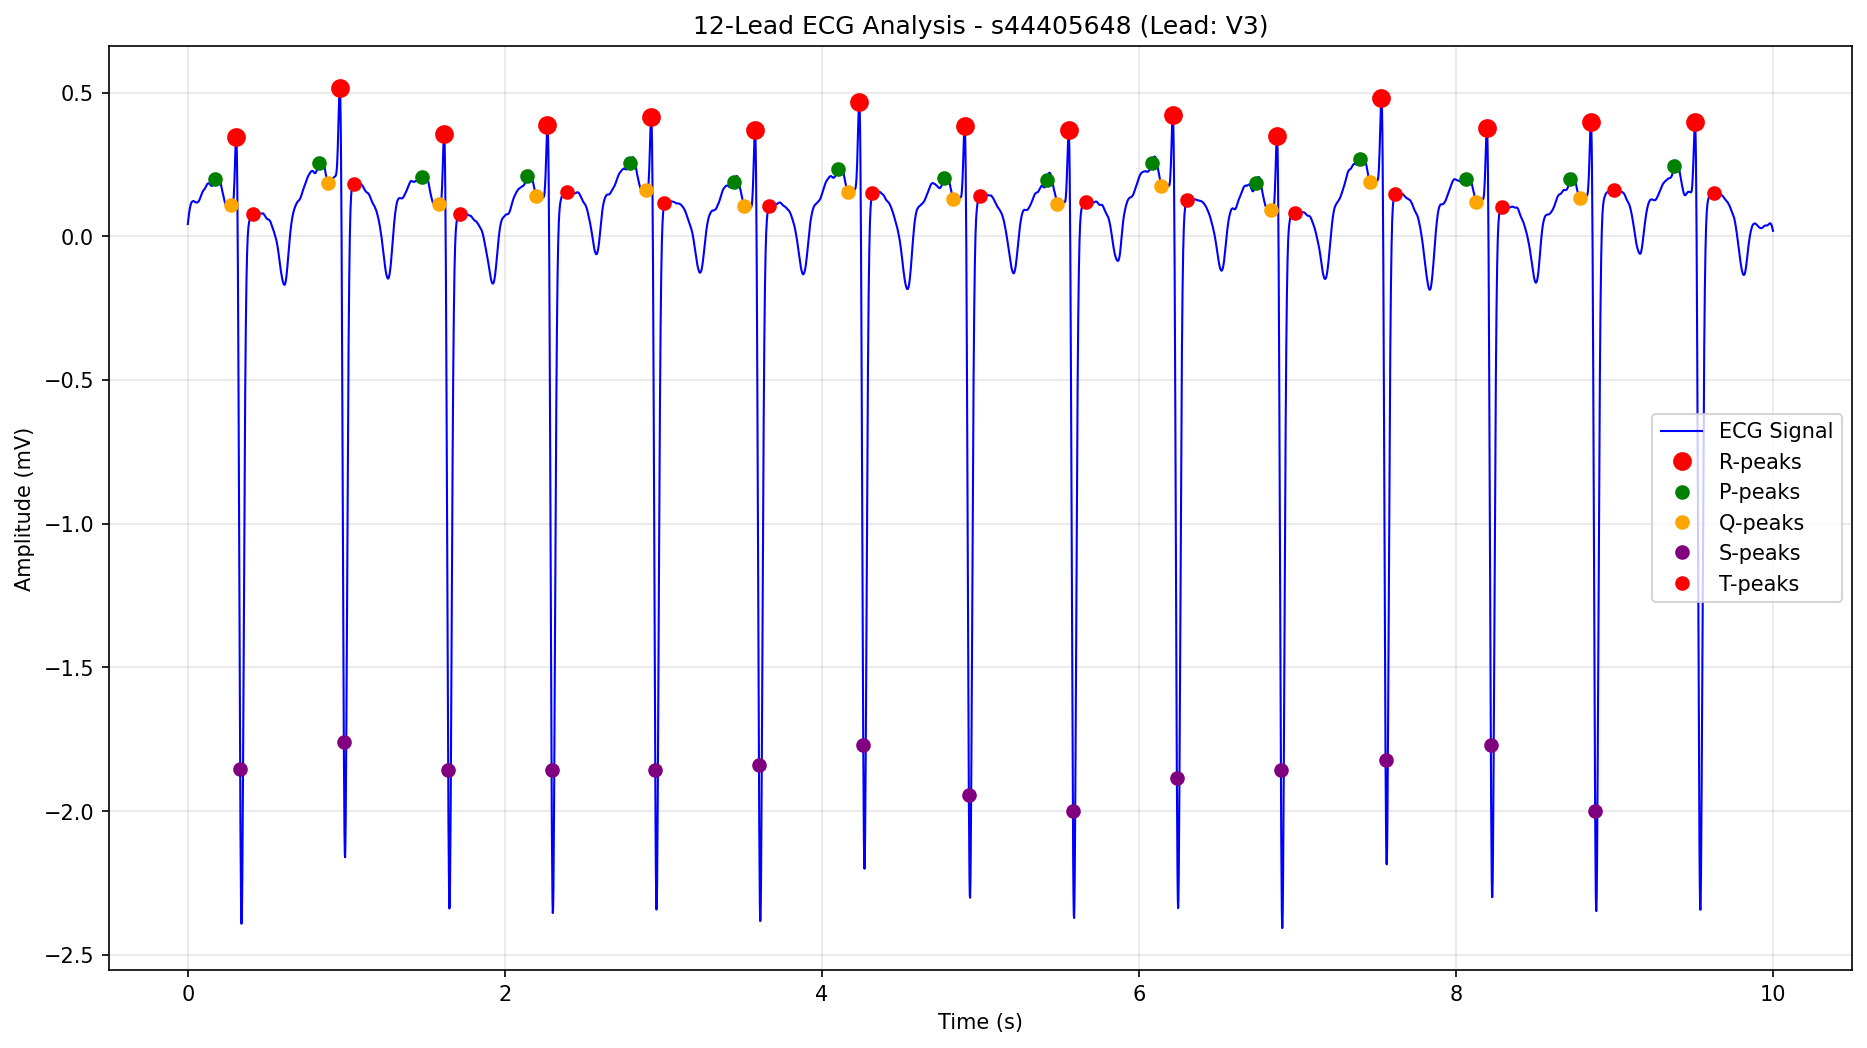 12-Lead ECG Analysis - s44405648 (Lead: V3)
Amplitude (mV)
0.5
0.0
−0.5
−1.0
−1.5
−2.0
−2.5
ECG Signal
R-peaks
P-peaks
Q-peaks
S-peaks
T-peaks
0 2 4 6 8 10
Time (s)